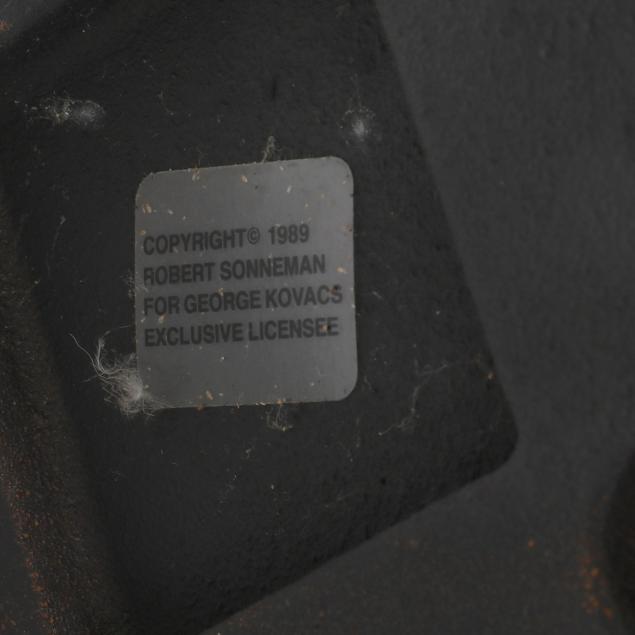 COPYRIGHT© 1989
ROBERT SONNEMAN
FOR GEORGE KOVACS
EXCLUSIVE LICENSEE